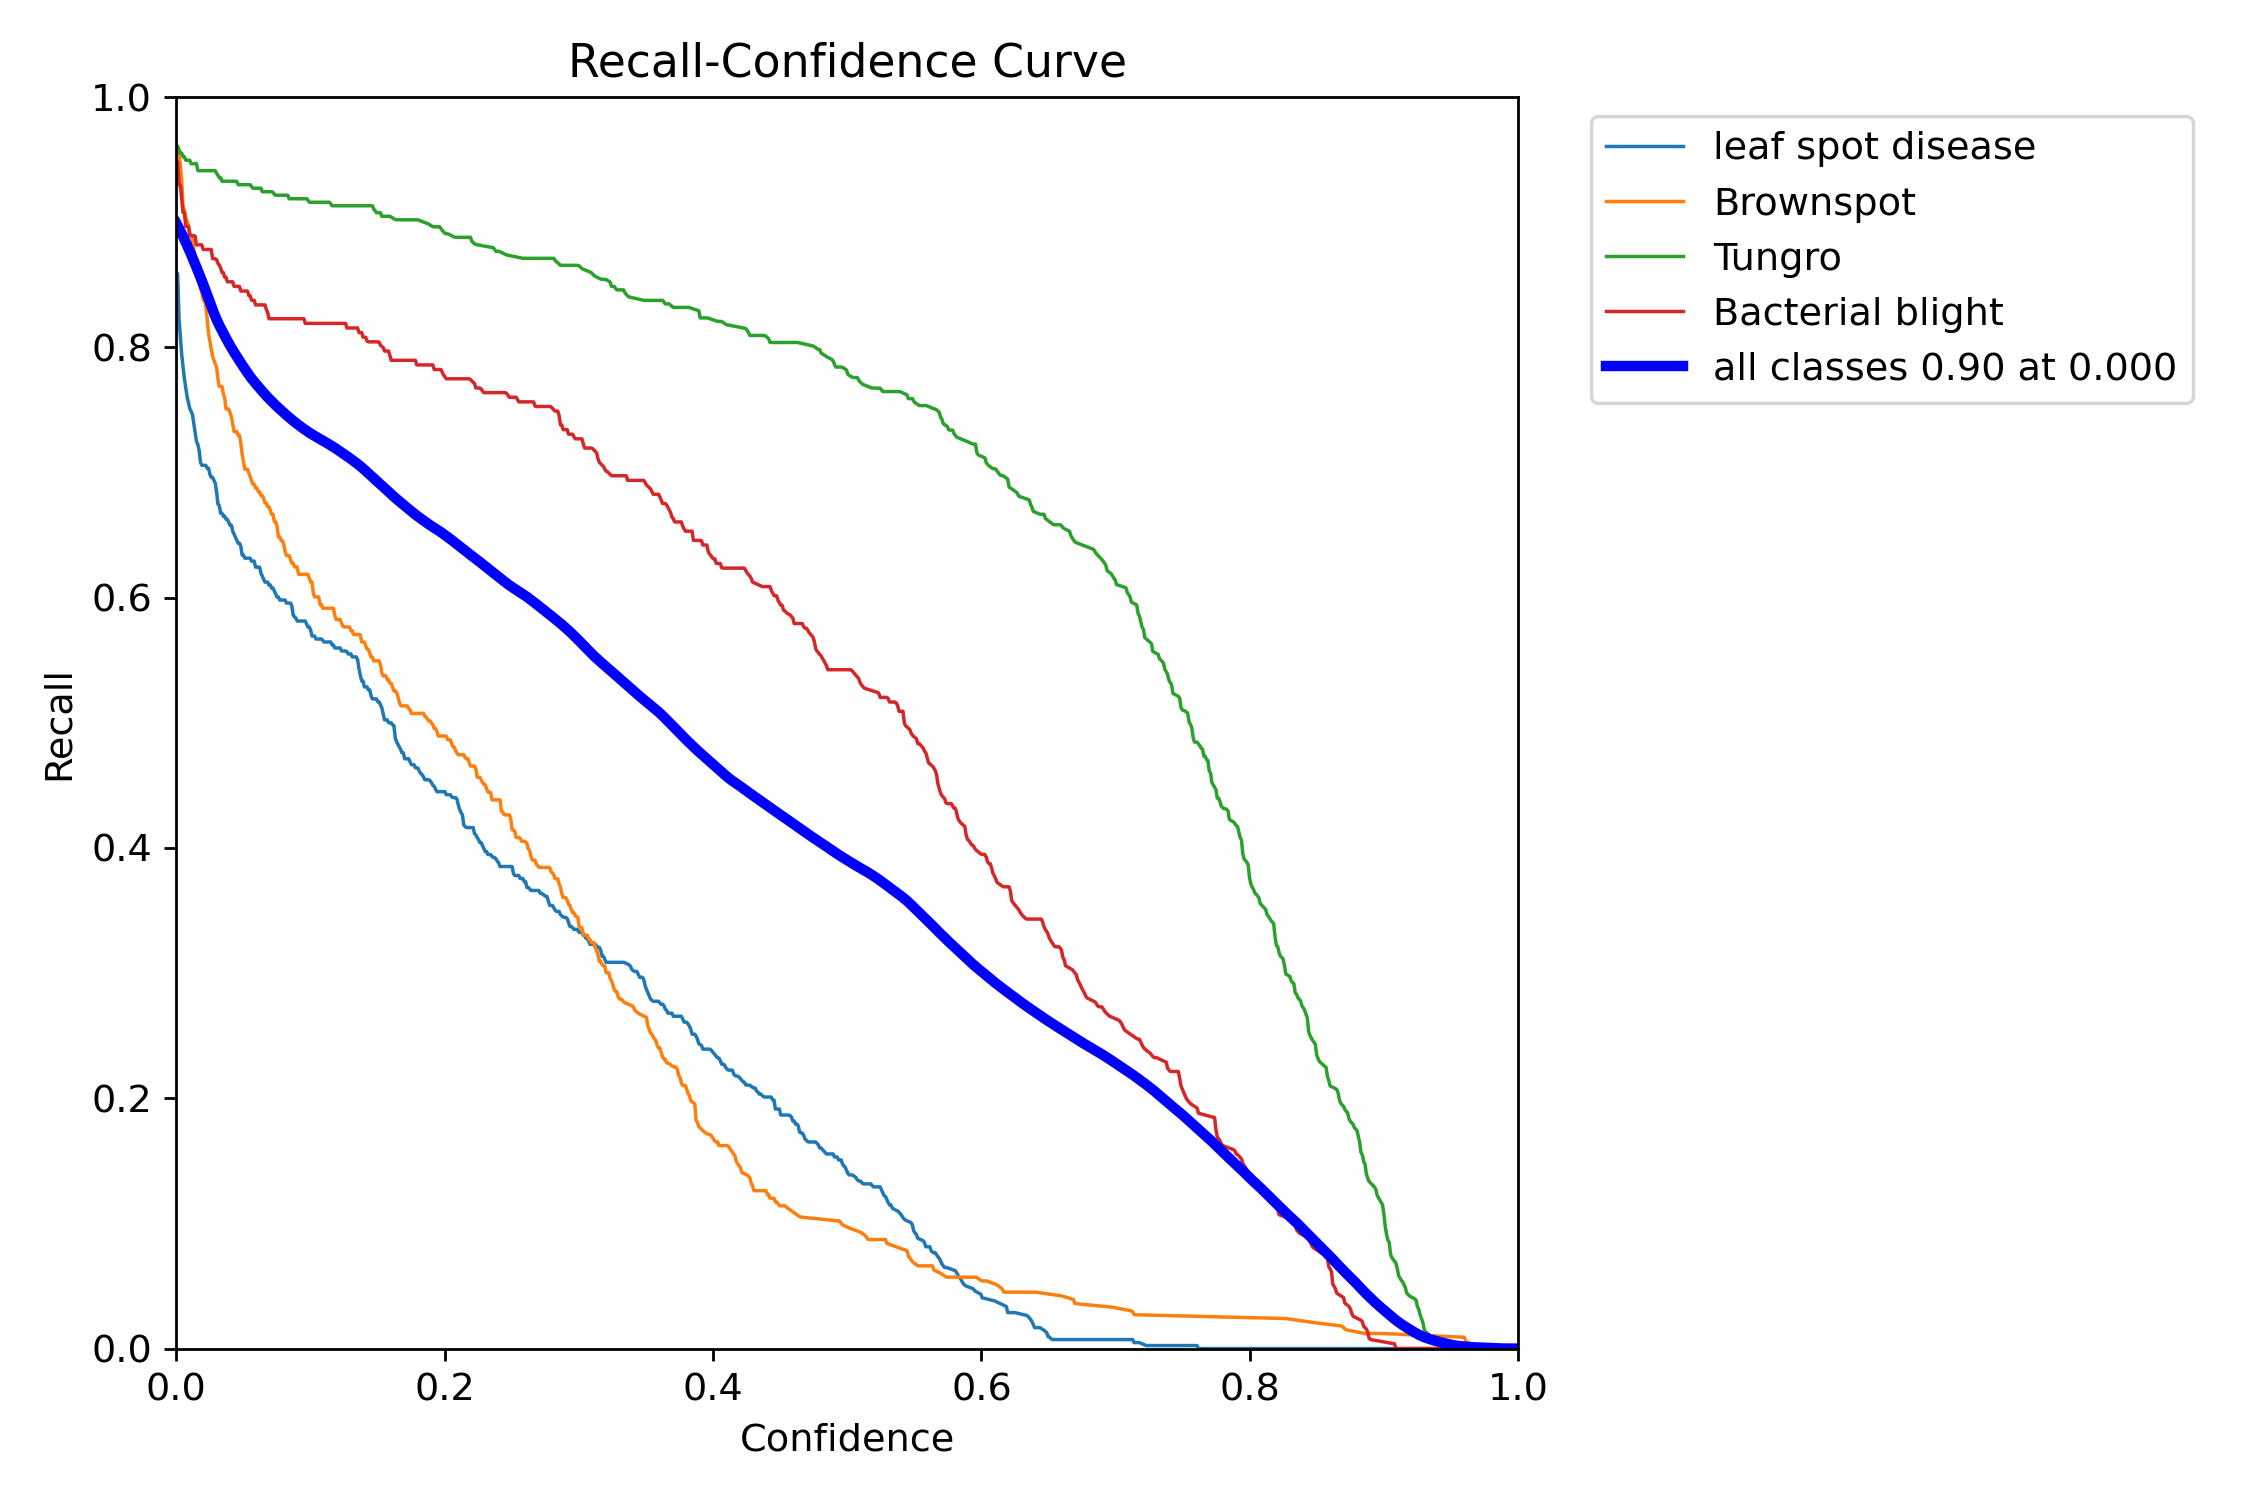 Recall-Confidence Curve
1.0
0.8
0.6
0.4
0.2
0.0
Recall
0.0 0.2 0.4 0.6 0.8 1.0
Confidence
leaf spot disease
Brownspot
Tungro
Bacterial blight
all classes 0.90 at 0.000